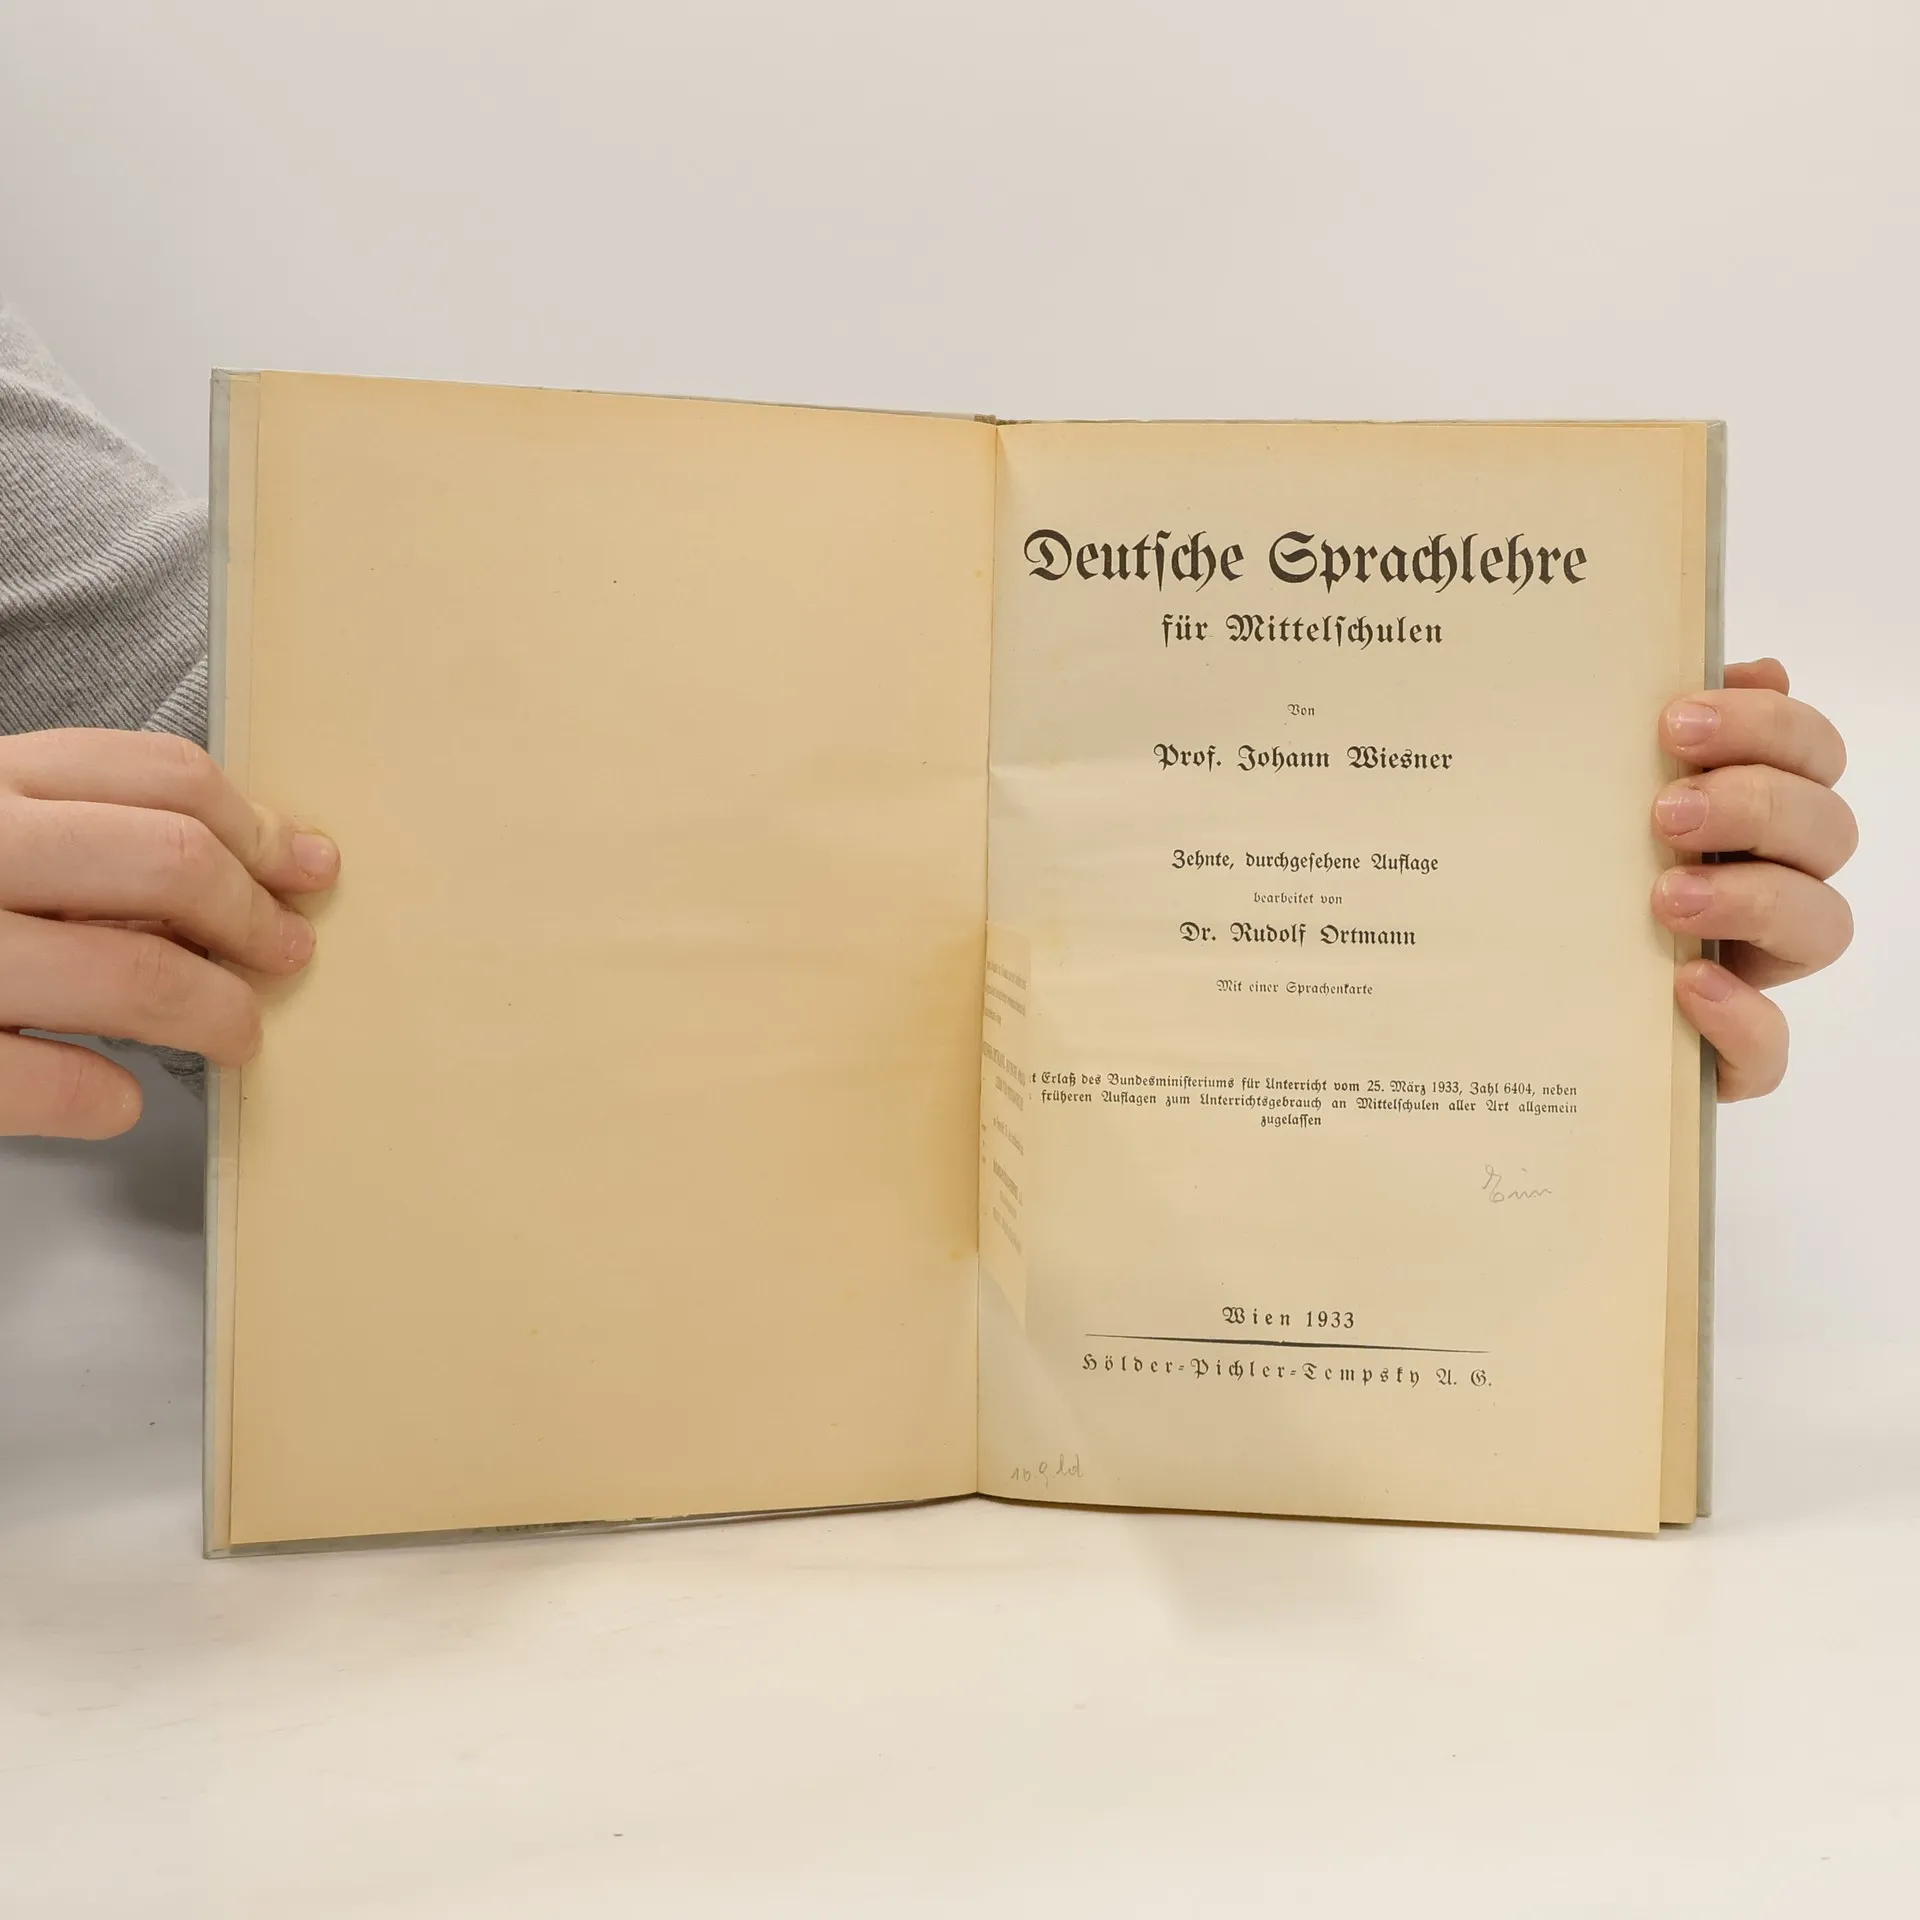 Deutſche Sprachlehre
für Mittelſchulen
Von
Prof. Johann Wiesner
Zehnte, durchgeſehene Auflage
bearbeitet von
Dr. Rudolf Ortmann
Mit einer Sprachenkarte
t Erlaß des Bundesminiſteriums für Unterricht vom 25. März 1933, Zahl 6404, neben
früheren Auflagen zum Unterrichtsgebrauch an Mittelſchulen aller Art allgemein
zugelaſſen
Wien 1933
Hölder-Pichler-Tempsky A. G.